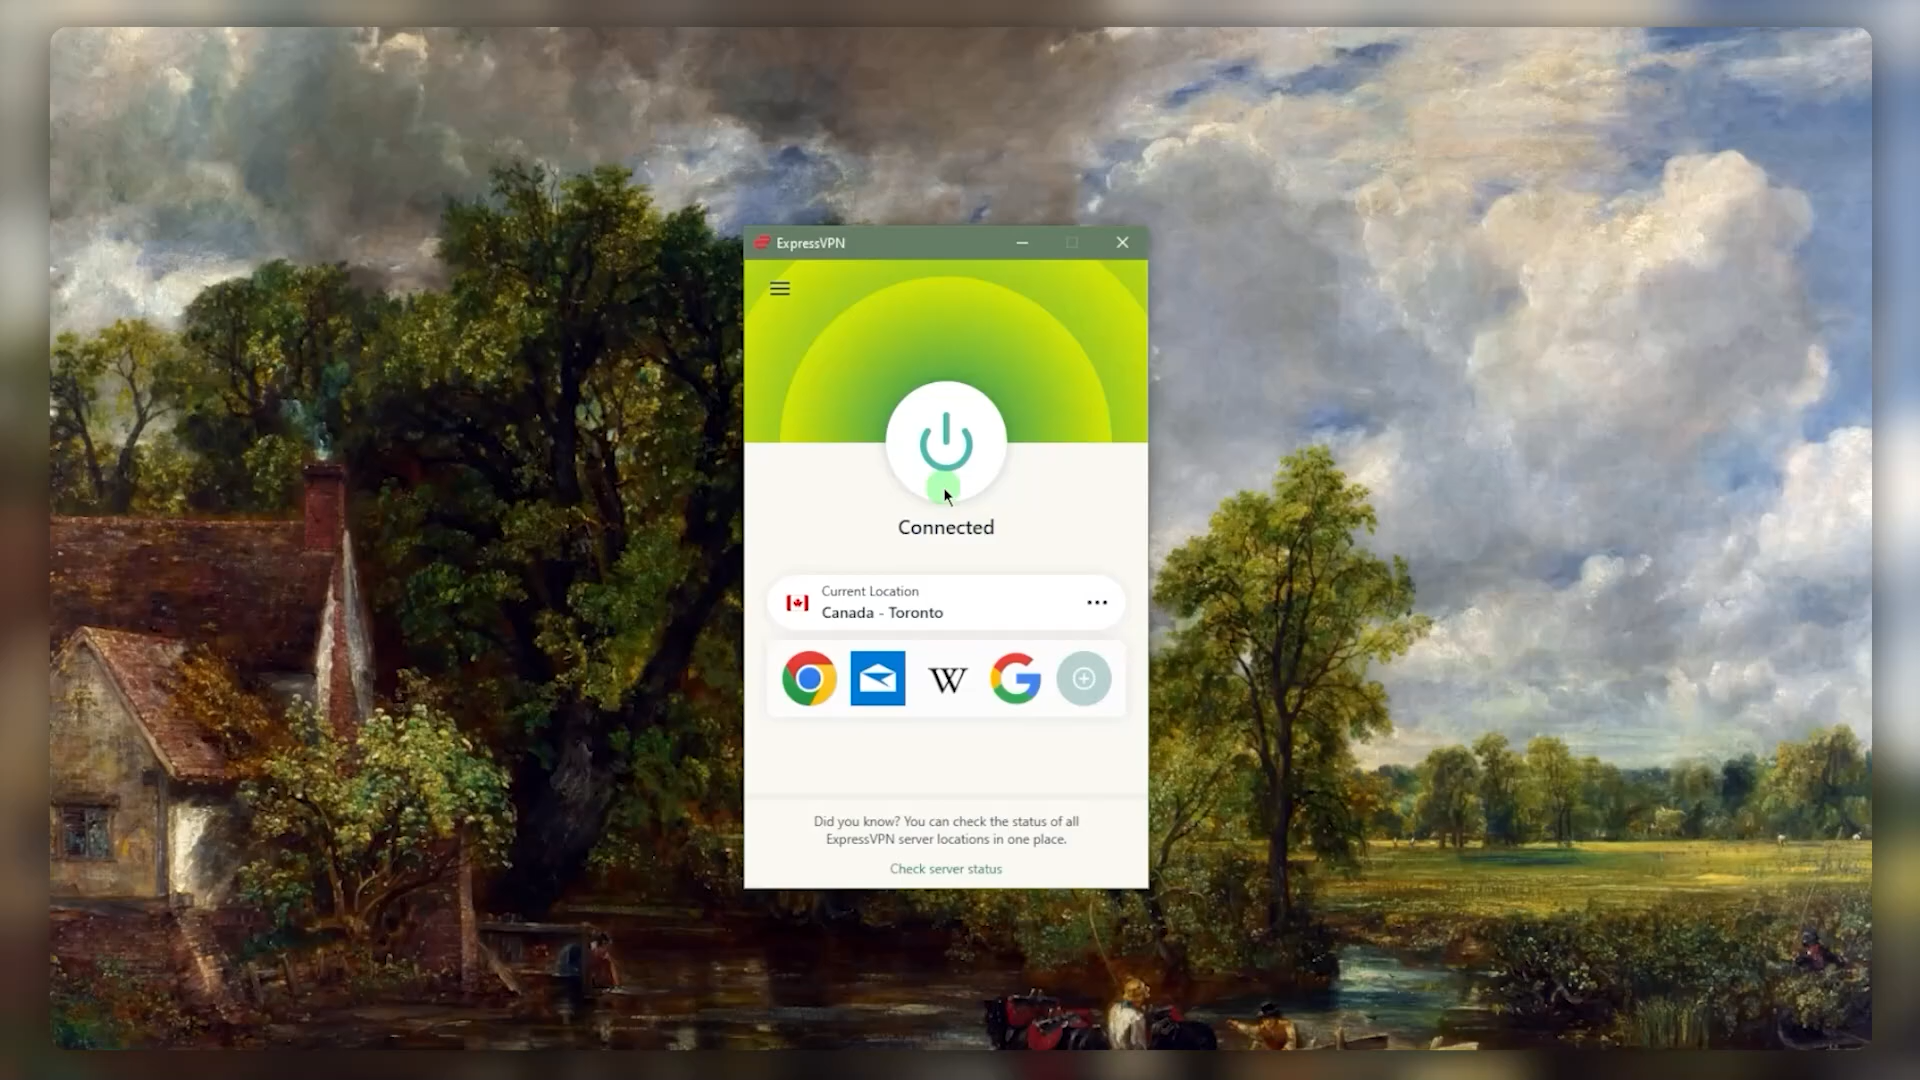 ExpressVPN
Connected
Current Location
Canada - Toronto
W
Did you know? You can check the status of all
ExpressVPN server locations in one place.
Check server status